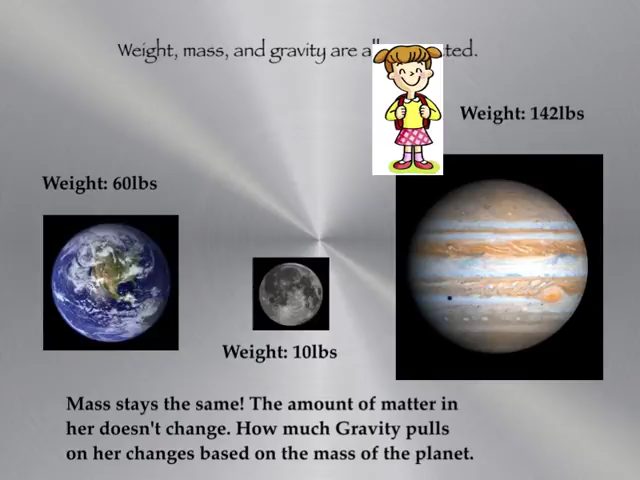 Weight, mass, and gravity are ted.
Weight: 142lbs
Weight: 60lbs
Weight: 10lbs
Mass stays the same! The amount of matter in
her doesn't change. How much Gravity pulls
on her changes based on the mass of the planet.